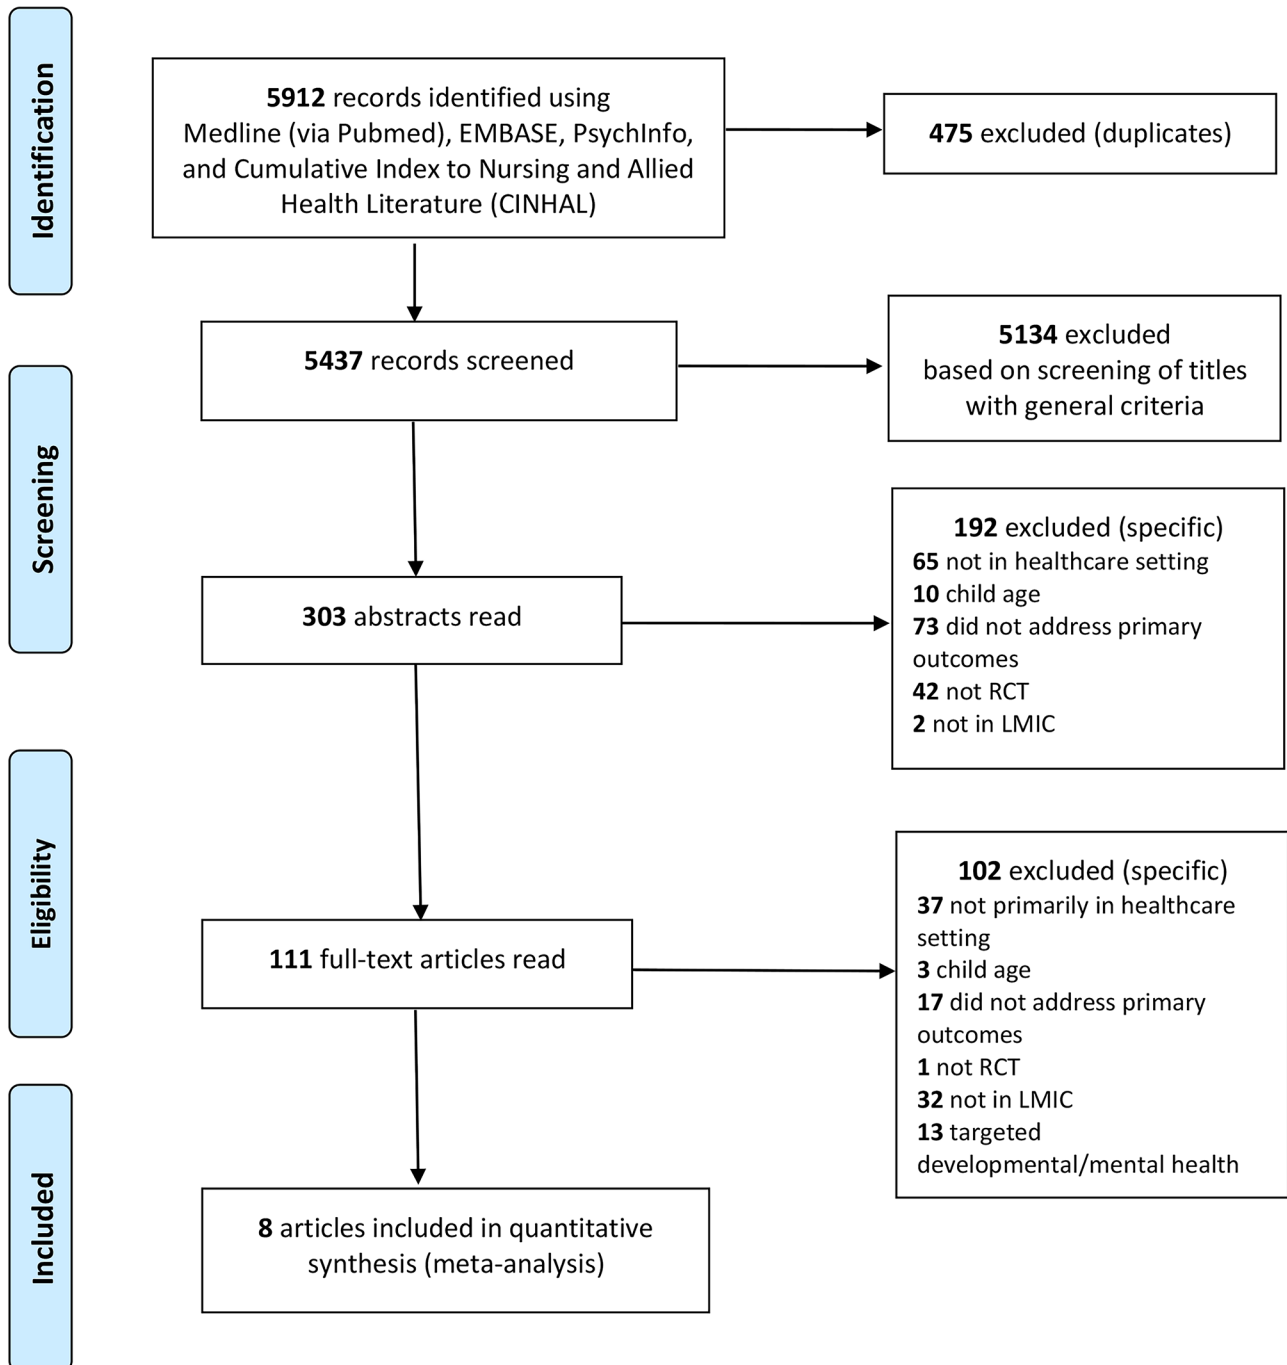 Identification
5912 records identified using
Medline (via Pubmed), EMBASE, PsychInfo,
and Cumulative Index to Nursing and Allied
Health Literature (CINHAL)
475 excluded (duplicates)
Screening
5437 records screened
5134 excluded
based on screening of titles
with general criteria
303 abstracts read
192 excluded (specific)
65 not in healthcare setting
10 child age
73 did not address primary
outcomes
42 not RCT
2 not in LMIC
Eligibility
111 full-text articles read
102 excluded (specific)
37 not primarily in healthcare
setting
3 child age
17 did not address primary
outcomes
1 not RCT
32 not in LMIC
13 targeted
developmental/mental health
Included
8 articles included in quantitative
synthesis (meta-analysis)